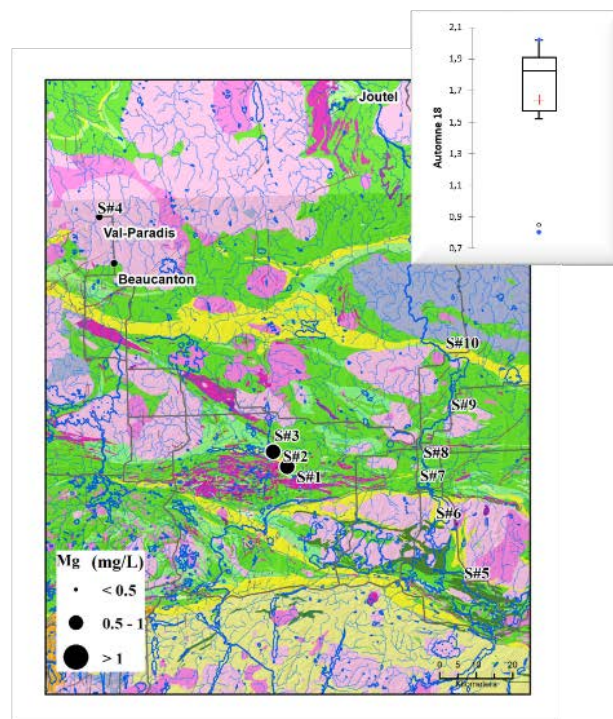 2,1
1,9
1,7
1,5
1,3
1,1
0,9
0,7
Automne 18
Joutel
S#4
Val-Paradis
Beaucanton
S#10
S#9
S#3
S#2
S#1
S#8
S#7
S#6
S#5
Mg (mg/L)
< 0.5
0.5 - 1
> 1
0 5 10 20
Kilometers